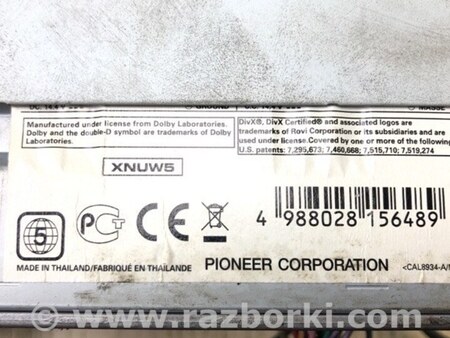 Manufactured under license from Dolby Laboratories.
Dolby and the double-D symbol are trademarks of Dolby
Laboratories.
DivX®, DivX Certified® and associated logos are
trademarks of Rovi Corporation or its subsidiaries and are
used under license.Covered by one or more of the following
U.S. patents: 7,295,673; 7,460,668; 7,515,710; 7,519,274
XNUW5
5
PCT
CE
4 988028 156489
MADE IN THAILAND/FABRIQUÉ EN THAÏLANDE
PIONEER CORPORATION
<CAL8934-A/
www.razborki.com